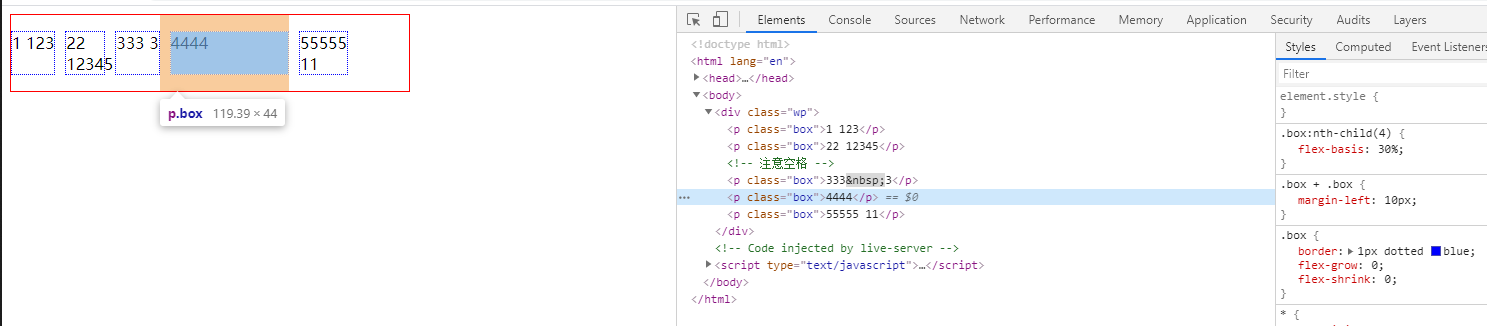 1 123
22
12345
333 3
4444
55555
11
p.box 119.39 × 44
Elements Console Sources Network Performance Memory Application Security Audits Layers
<!doctype html>
<html lang="en">
<head>…</head>
<body>
<div class="wp">
<p class="box">1 123</p>
<p class="box">22 12345</p>
<!-- 注意空格 -->
<p class="box">333&nbsp;3</p>
<p class="box">4444</p> == $0
<p class="box">55555 11</p>
</div>
<!-- Code injected by live-server -->
<script type="text/javascript">…</script>
</body>
</html>
Styles Computed Event Listeners
Filter
element.style {
}
.box:nth-child(4) {
flex-basis: 30%;
}
.box + .box {
margin-left: 10px;
}
.box {
border: 1px dotted blue;
flex-grow: 0;
flex-shrink: 0;
}
* {